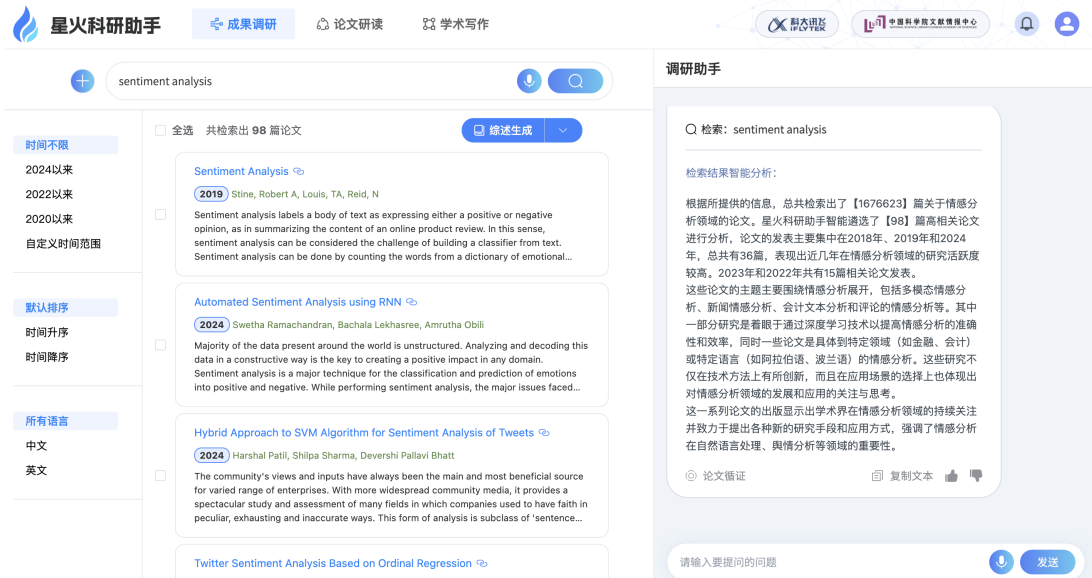 星火科研助手
成果调研
论文研读
学术写作
科大讯飞
iFLYTEK
中国科学院文献情报中心
sentiment analysis
时间不限
2024以来
2022以来
2020以来
自定义时间范围
默认排序
时间升序
时间降序
所有语言
中文
英文
全选 共检索出 98 篇论文
综述生成
Sentiment Analysis
2019 Stine, Robert A, Louis, TA, Reid, N
Sentiment analysis labels a body of text as expressing either a positive or negative
opinion, as in summarizing the content of an online product review. In this sense,
sentiment analysis can be considered the challenge of building a classifier from text.
Sentiment analysis can be done by counting the words from a dictionary of emotional...
Automated Sentiment Analysis using RNN
2024 Swetha Ramachandran, Bachala Lekhasree, Amrutha Obili
Majority of the data present around the world is unstructured. Analyzing and decoding this
data in a constructive way is the key to creating a positive impact in any domain.
Sentiment analysis is a major technique for the classification and prediction of emotions
into positive and negative. While performing sentiment analysis, the major issues faced...
Hybrid Approach to SVM Algorithm for Sentiment Analysis of Tweets
2024 Harshal Patil, Shilpa Sharma, Devershi Pallavi Bhatt
The community's views and inputs have always been the main and most beneficial source
for varied range of enterprises. With more widespread community media, it provides a
spectacular study and assessment of many fields in which companies used to have faith in
peculiar, exhausting and inaccurate ways. This form of analysis is subclass of 'sentence...
Twitter Sentiment Analysis Based on Ordinal Regression
调研助手
检索：sentiment analysis
检索结果智能分析：
根据所提供的信息，总共检索出了【1676623】篇关于情感分
析领域的论文。星火科研助手智能遴选了【98】篇高相关论文
进行分析，论文的发表主要集中在2018年、2019年和2024
年，总共有36篇，表现出近几年在情感分析领域的研究活跃度
较高。2023年和2022年共有15篇相关论文发表。
这些论文的主题主要围绕情感分析展开，包括多模态情感分
析、新闻情感分析、会计文本分析和评论的情感分析等。其中
一部分研究是着眼于通过深度学习技术以提高情感分析的准确
性和效率，同时一些论文是具体到特定领域（如金融、会计）
或特定语言（如阿拉伯语、波兰语）的情感分析。这些研究不
仅在技术方法上有所创新，而且在应用场景的选择上也体现出
对情感分析领域的发展和应用的关注与思考。
这一系列论文的出版显示出学术界在情感分析领域的持续关注
并致力于提出各种新的研究手段和应用方式，强调了情感分析
在自然语言处理、舆情分析等领域的重要性。
论文循证
复制文本
请输入要提问的问题
发送